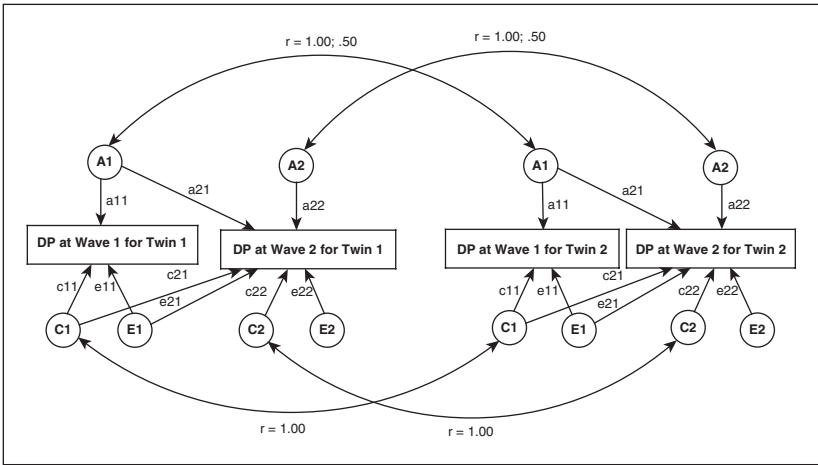 r = 1.00; .50
r = 1.00; .50
A1
A2
A1
A2
a11
a21
a22
a11
a21
a22
DP at Wave 1 for Twin 1
DP at Wave 2 for Twin 1
DP at Wave 1 for Twin 2
DP at Wave 2 for Twin 2
c11
e11
c21
e21
c22
e22
c11
e11
c21
e21
c22
e22
C1
E1
C2
E2
C1
E1
C2
E2
r = 1.00
r = 1.00